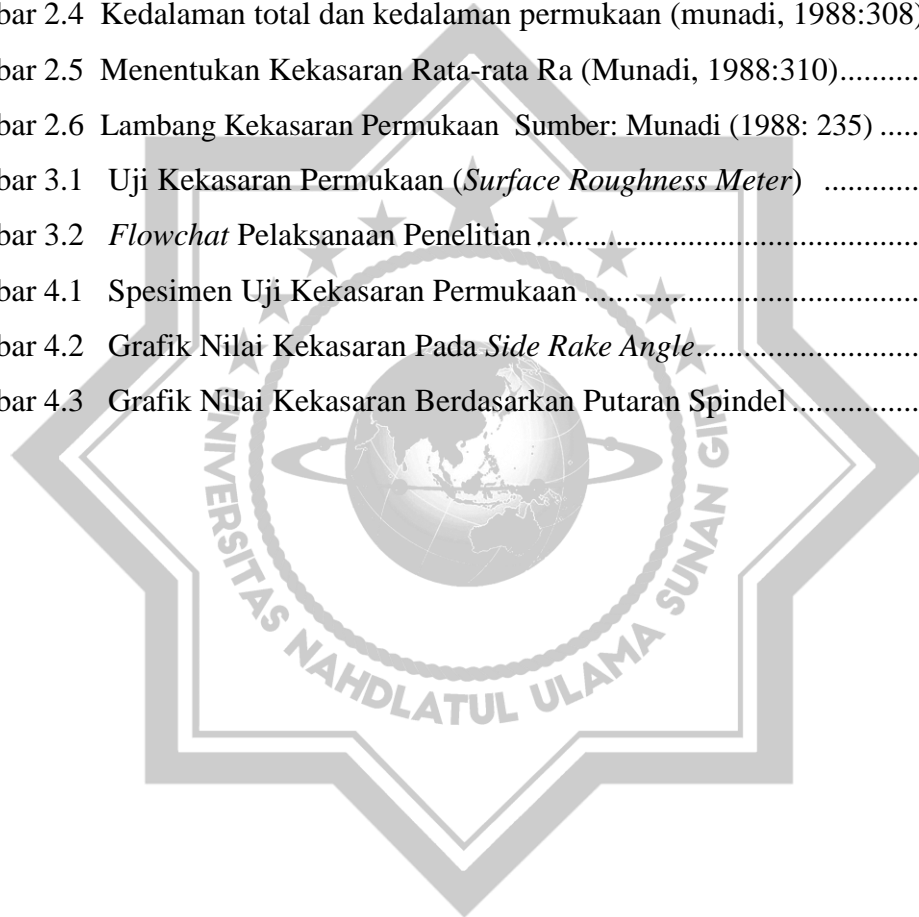 bar 2.4 Kedalaman total dan kedalaman permukaan (munadi, 1988:308)
bar 2.5 Menentukan Kekasaran Rata-rata Ra (Munadi, 1988:310)..........
bar 2.6 Lambang Kekasaran Permukaan Sumber: Munadi (1988: 235) .....
bar 3.1 Uji Kekasaran Permukaan (Surface Roughness Meter) .............
bar 3.2 Flowchat Pelaksanaan Penelitian.....................................................
bar 4.1 Spesimen Uji Kekasaran Permukaan ..............................................
bar 4.2 Grafik Nilai Kekasaran Pada Side Rake Angle..............................
bar 4.3 Grafik Nilai Kekasaran Berdasarkan Putaran Spindel .................
UNIVERSITAS NAHDLATUL ULAMA SUNAN GIRI